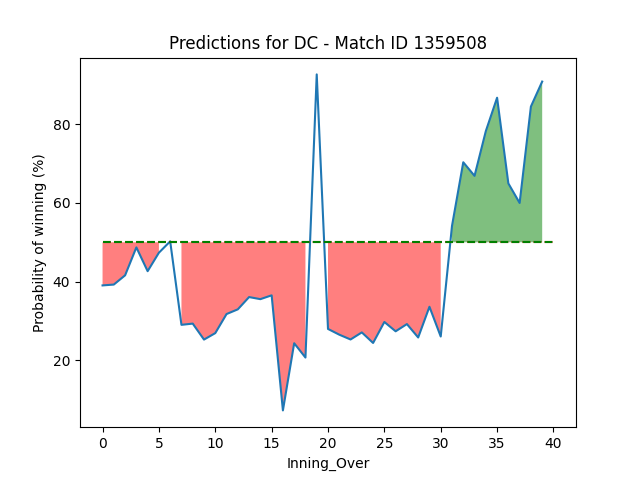 Predictions for DC - Match ID 1359508
Probability of winning (%)
80
60
40
20
0 5 10 15 20 25 30 35 40
Inning_Over